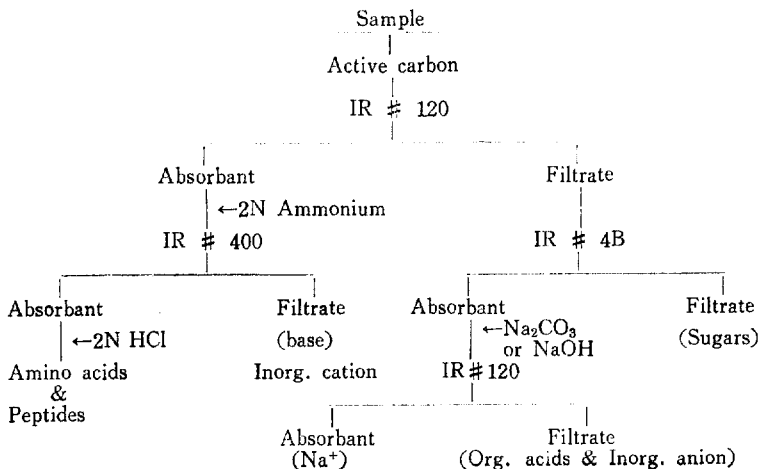 Sample
Active carbon
IR # 120
Absorbant
Filtrate
←2N Ammonium
IR # 400
IR # 4B
Absorbant
Filtrate
Absorbant
Filtrate
←2N HCl
(base)
←Na₂CO₃
or NaOH
(Sugars)
Amino acids
&
Peptides
Inorg. cation
IR # 120
Absorbant
Filtrate
(Na⁺)
(Org. acids & Inorg. anion)